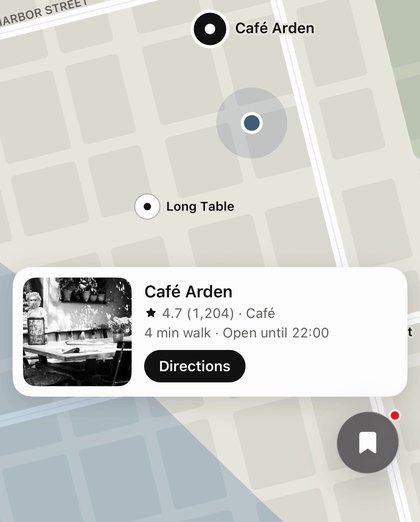 HARBOR STREET
Café Arden
Long Table
Café Arden
★ 4.7 (1,204) · Café
4 min walk · Open until 22:00
Directions